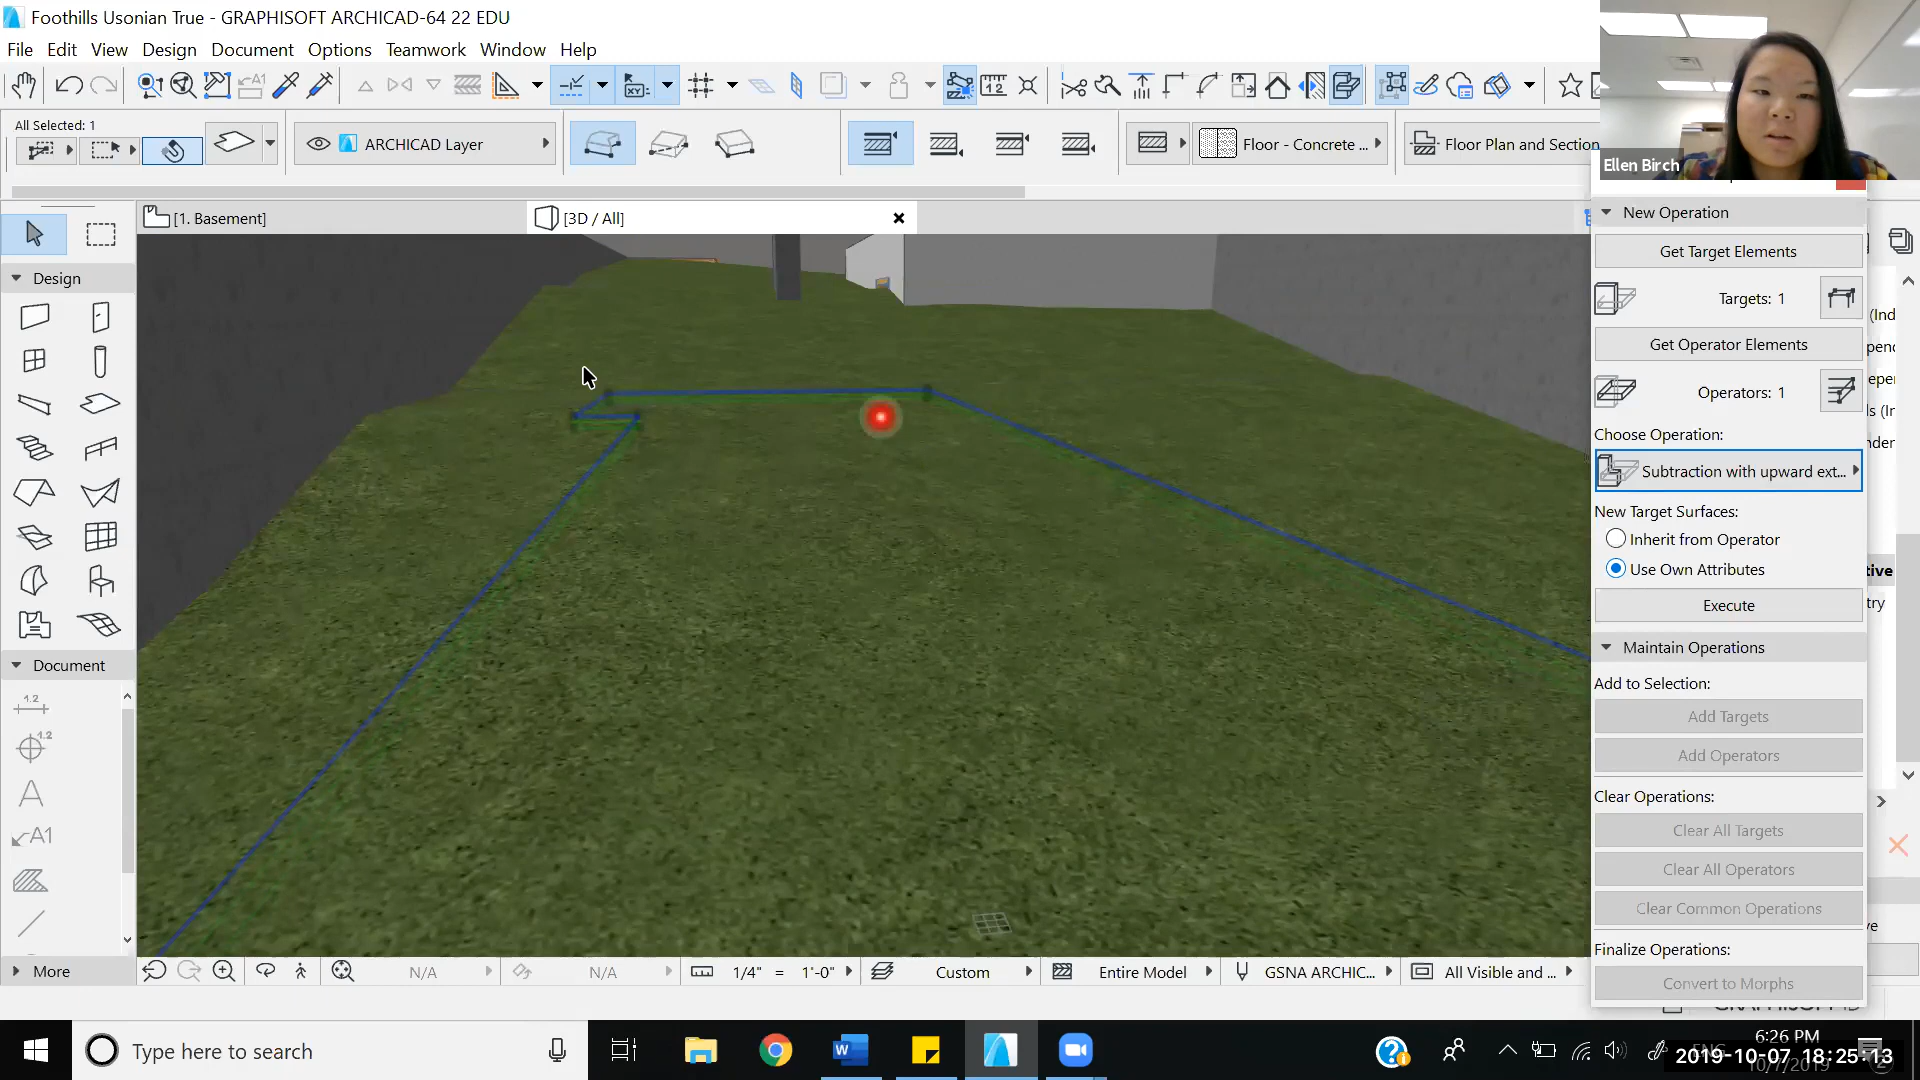 Foothills Usonian True - GRAPHISOFT ARCHICAD-64 22 EDU
File Edit View Design Document Options Teamwork Window Help
All Selected: 1
ARCHICAD Layer
Floor - Concrete ...
Floor Plan and Section
Ellen Birch
[1. Basement]
[3D / All]
Design
Document
More
New Operation
Get Target Elements
Targets: 1
Get Operator Elements
Operators: 1
Choose Operation:
Subtraction with upward ext...
New Target Surfaces:
Inherit from Operator
Use Own Attributes
Execute
Maintain Operations
Add to Selection:
Add Targets
Add Operators
Clear Operations:
Clear All Targets
Clear All Operators
Clear Common Operations
Finalize Operations:
Convert to Morphs
N/A
N/A
1/4" = 1'-0"
Custom
Entire Model
GSNA ARCHIC...
All Visible and ...
Type here to search
6:26 PM
2019-10-07 18:25:13
10/7/2019